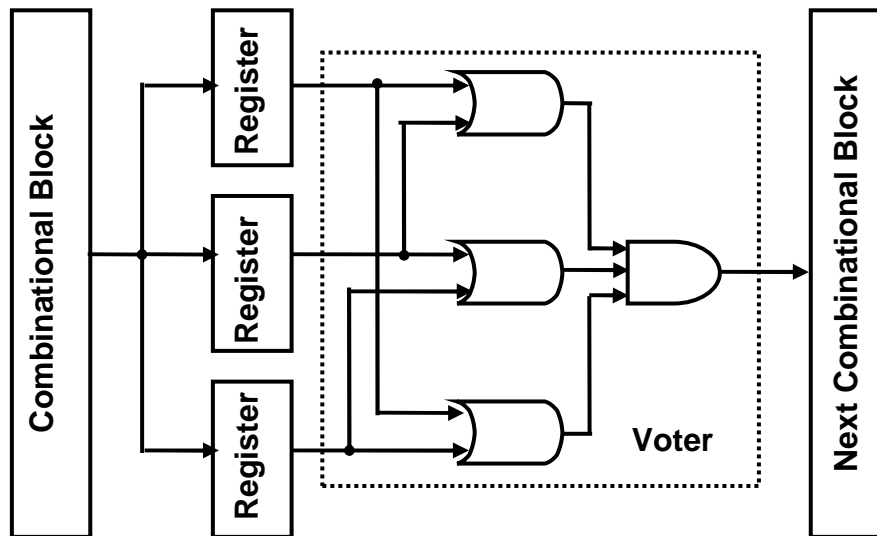 Combinational Block
Register
Register
Register
Voter
Next Combinational Block